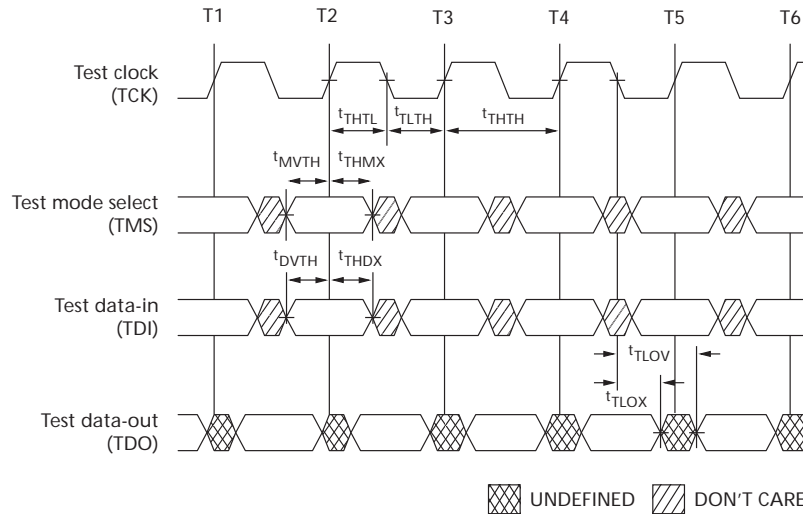 T1 T2 T3 T4 T5 T6
Test clock
(TCK)
tTHTL tTLTH tTHTH
tMVTH tTHMX
Test mode select
(TMS)
tDVTH tTHDX
Test data-in
(TDI)
tTLOV
tTLOX
Test data-out
(TDO)
UNDEFINED DON'T CARE